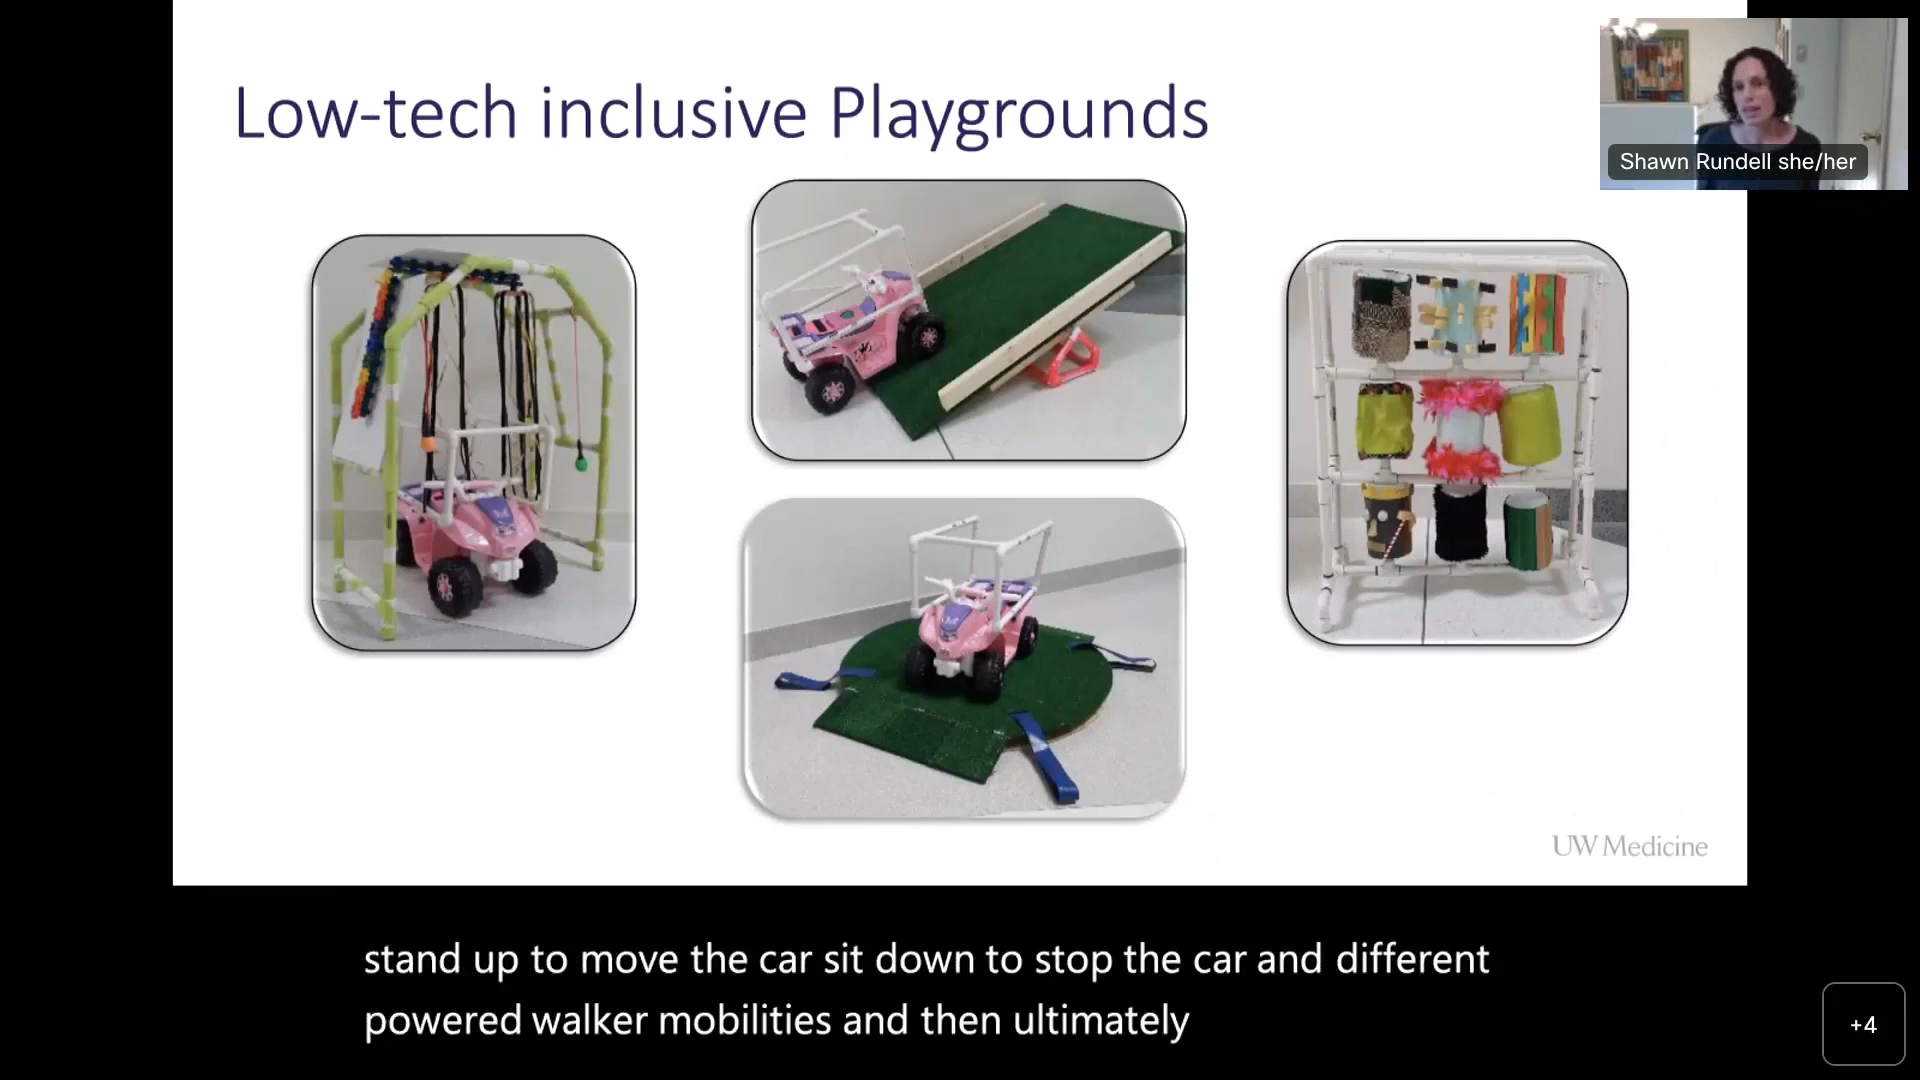 Low-tech inclusive Playgrounds
Shawn Rundell she/her
UW Medicine
stand up to move the car sit down to stop the car and different
powered walker mobilities and then ultimately
+4